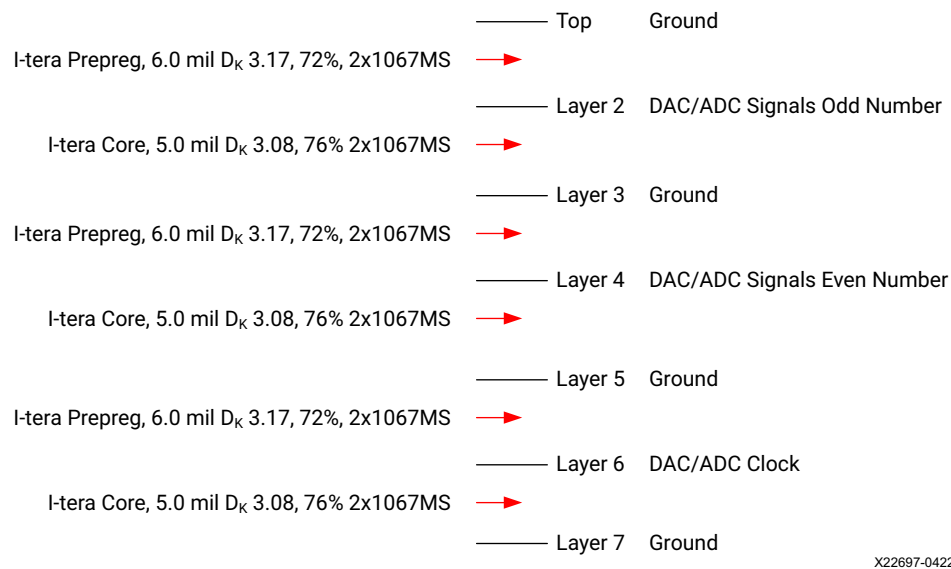 Top Ground
I-tera Prepreg, 6.0 mil DK 3.17, 72%, 2x1067MS
Layer 2 DAC/ADC Signals Odd Number
I-tera Core, 5.0 mil DK 3.08, 76% 2x1067MS
Layer 3 Ground
I-tera Prepreg, 6.0 mil DK 3.17, 72%, 2x1067MS
Layer 4 DAC/ADC Signals Even Number
I-tera Core, 5.0 mil DK 3.08, 76% 2x1067MS
Layer 5 Ground
I-tera Prepreg, 6.0 mil DK 3.17, 72%, 2x1067MS
Layer 6 DAC/ADC Clock
I-tera Core, 5.0 mil DK 3.08, 76% 2x1067MS
Layer 7 Ground
X22697-0422